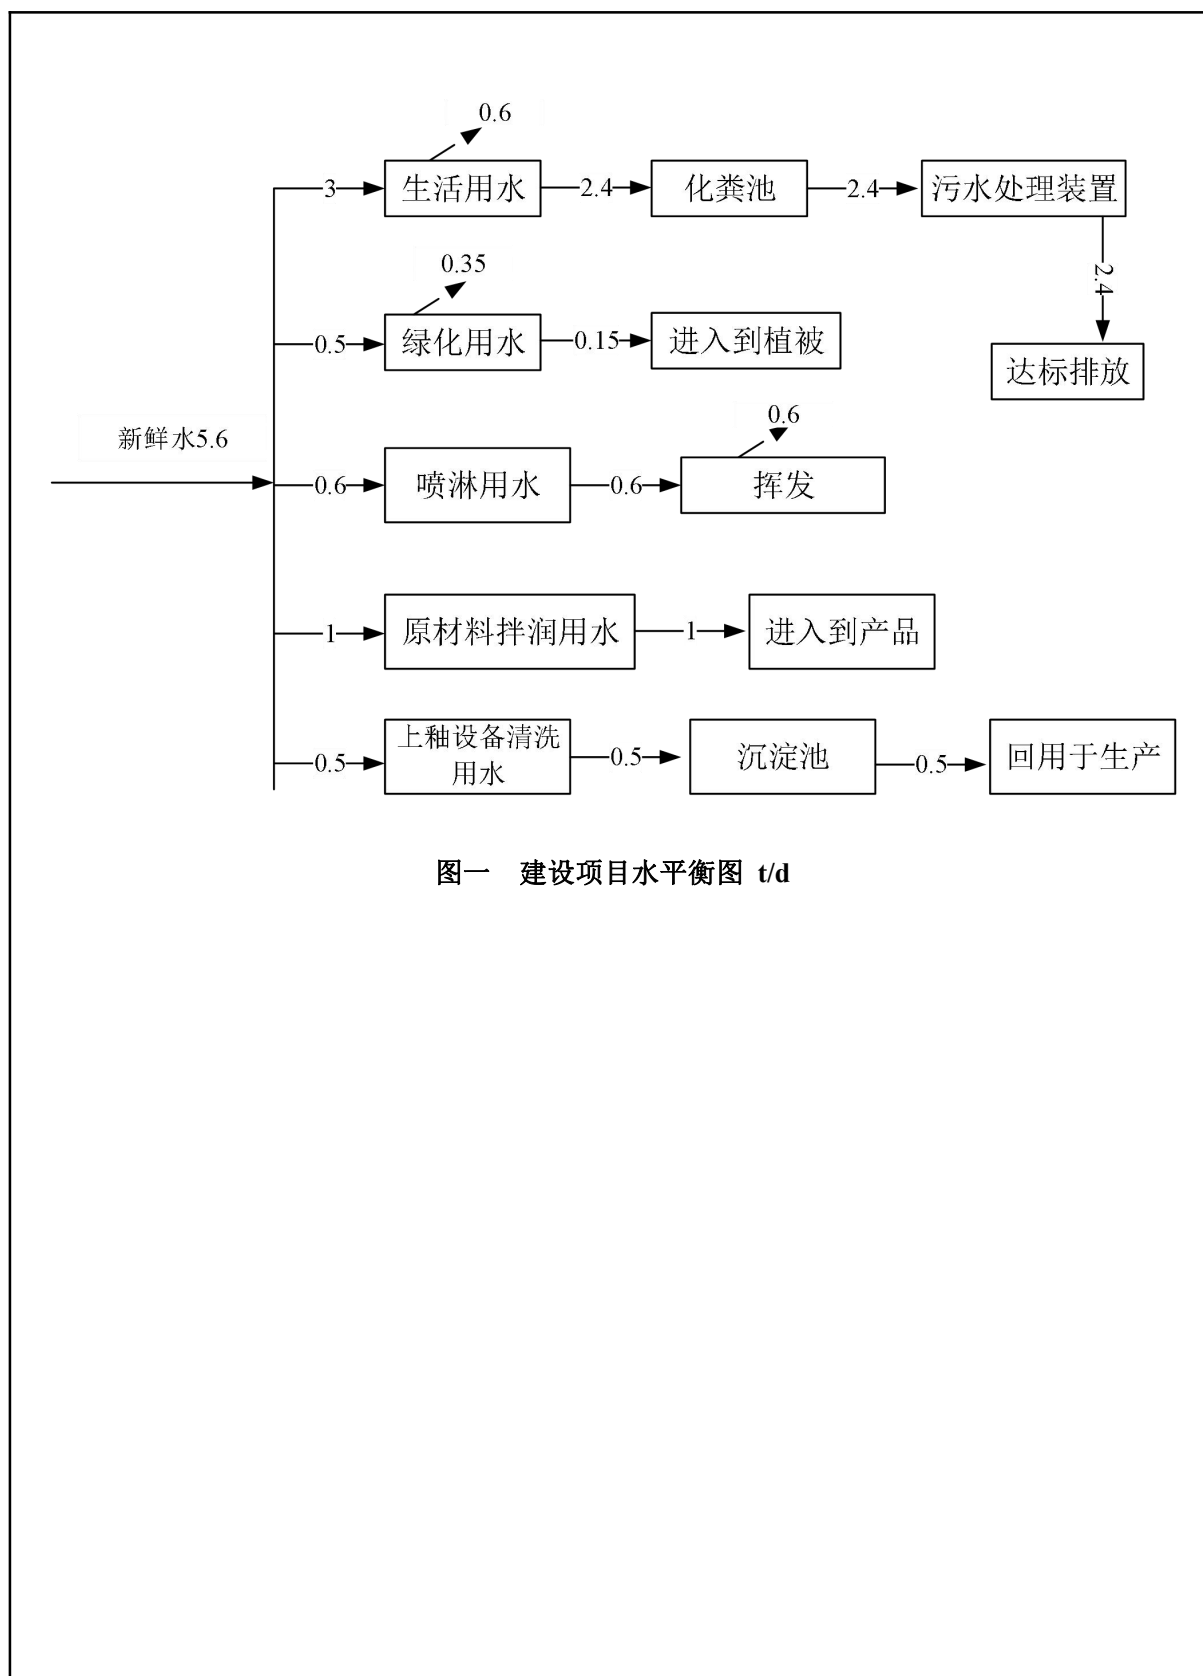 0.6
3
生活用水
2.4
化粪池
2.4
污水处理装置
2.4
0.35
0.5
绿化用水
0.15
进入到植被
达标排放
新鲜水5.6
0.6
0.6
喷淋用水
0.6
挥发
1
原材料拌润用水
1
进入到产品
0.5
上釉设备清洗
用水
0.5
沉淀池
0.5
回用于生产
图一 建设项目水平衡图 t/d